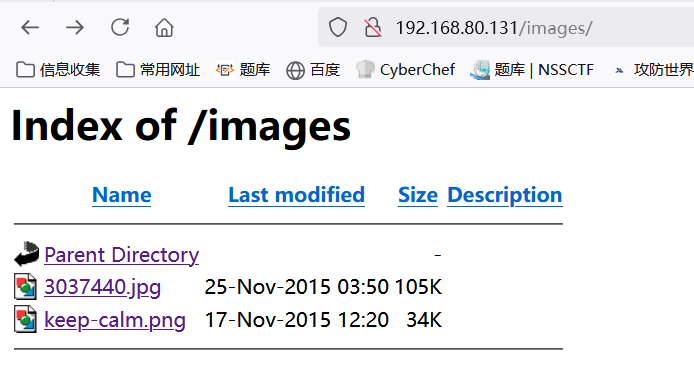 192.168.80.131/images/
信息收集 常用网址 题库 百度 CyberChef 题库 | NSSCTF 攻防世界
Index of /images
Name Last modified Size Description
Parent Directory -
3037440.jpg 25-Nov-2015 03:50 105K
keep-calm.png 17-Nov-2015 12:20 34K